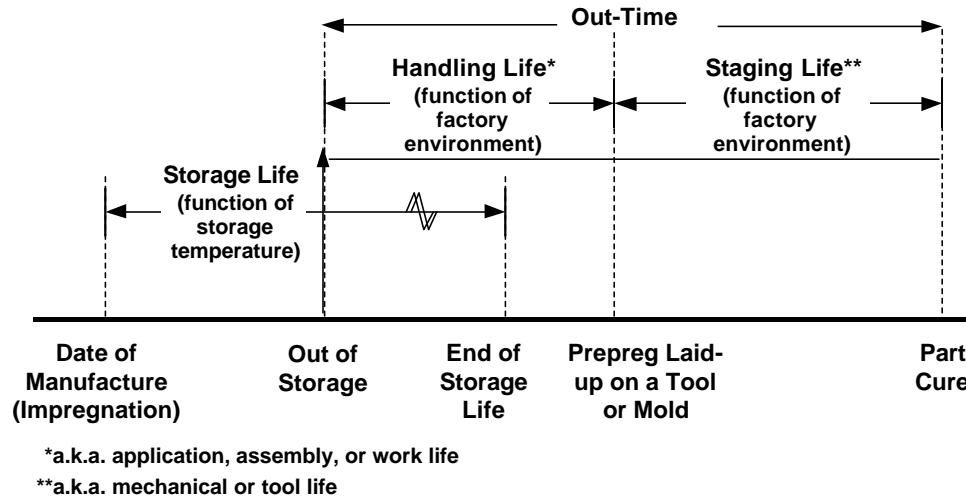 Out-Time
Handling Life*
(function of
factory
environment)
Staging Life**
(function of
factory
environment)
Storage Life
(function of
storage
temperature)
Date of
Manufacture
(Impregnation)
Out of
Storage
End of
Storage
Life
Prepreg Laid-
up on a Tool
or Mold
Part
Cure
*a.k.a. application, assembly, or work life
**a.k.a. mechanical or tool life